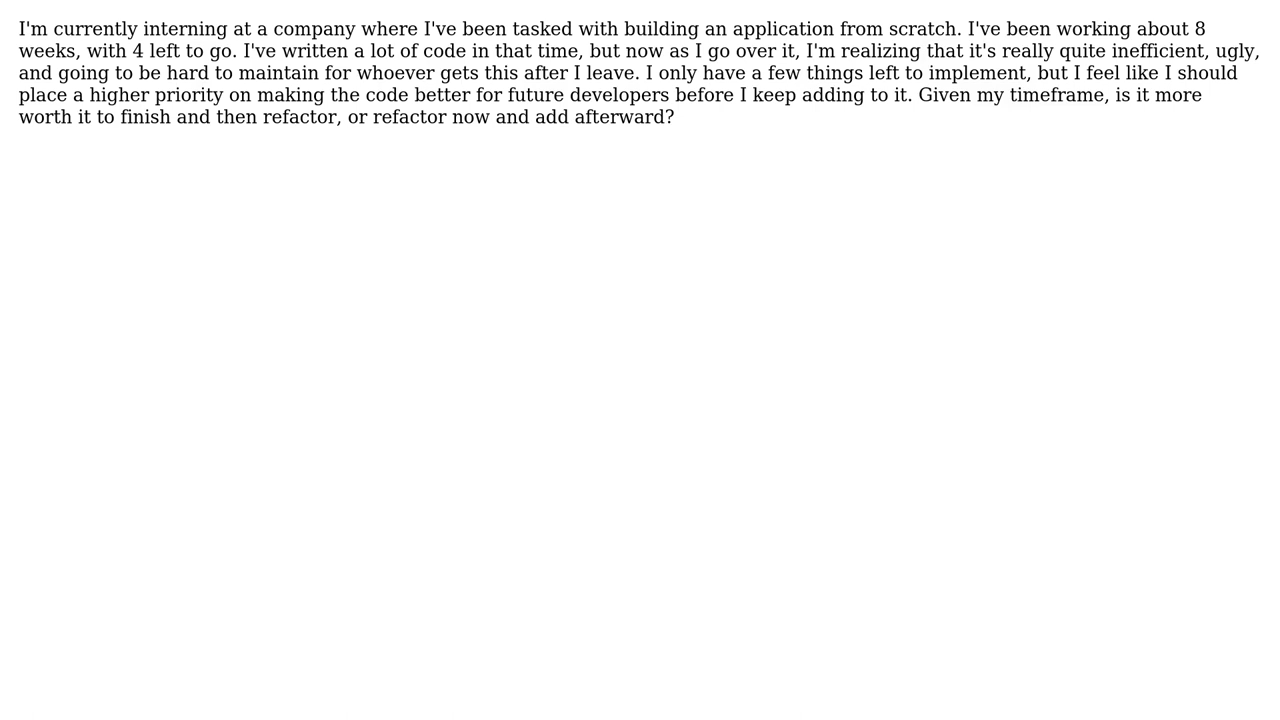 I'm currently interning at a company where I've been tasked with building an application from scratch. I've been working about 8
weeks, with 4 left to go. I've written a lot of code in that time, but now as I go over it, I'm realizing that it's really quite inefficient, ugly,
and going to be hard to maintain for whoever gets this after I leave. I only have a few things left to implement, but I feel like I should
place a higher priority on making the code better for future developers before I keep adding to it. Given my timeframe, is it more
worth it to finish and then refactor, or refactor now and add afterward?